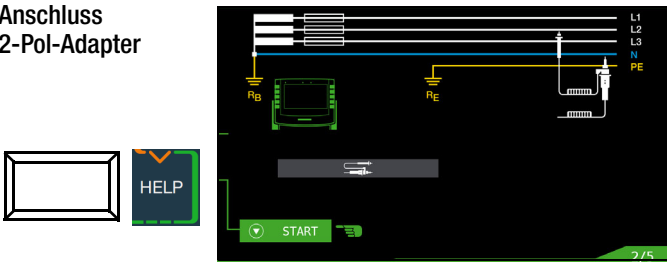 Anschluss
2-Pol-Adapter
HELP
L1
L2
L3
N
PE
RB
RE
START
2/5